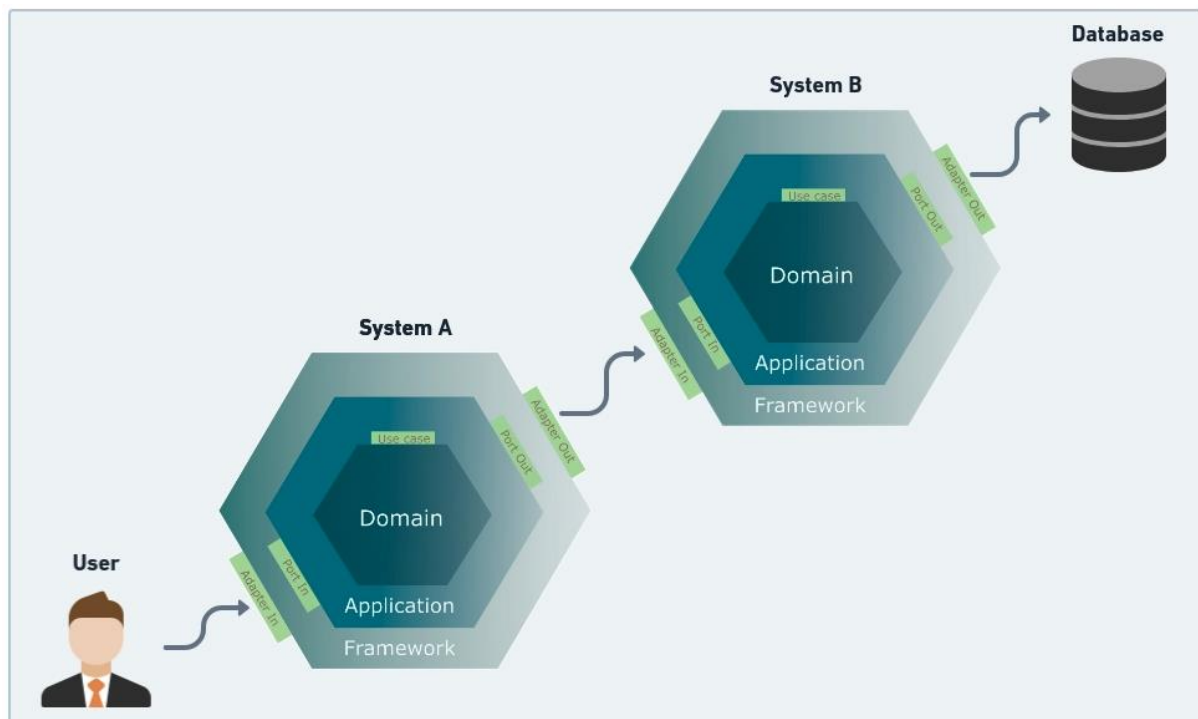 Database
System B
Adapter Out
Port Out
Use case
Domain
Port In
Adapter In
Application
Framework
System A
Adapter Out
Port Out
Use case
Domain
Port In
Adapter In
Application
Framework
User